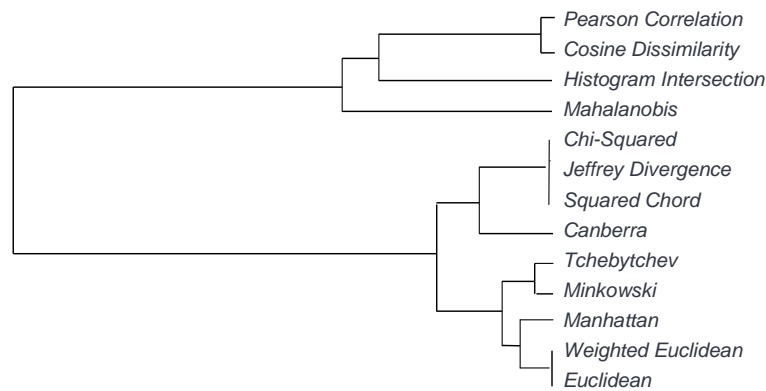 Pearson Correlation
Cosine Dissimilarity
Histogram Intersection
Mahalanobis
Chi-Squared
Jeffrey Divergence
Squared Chord
Canberra
Tchebytchev
Minkowski
Manhattan
Weighted Euclidean
Euclidean